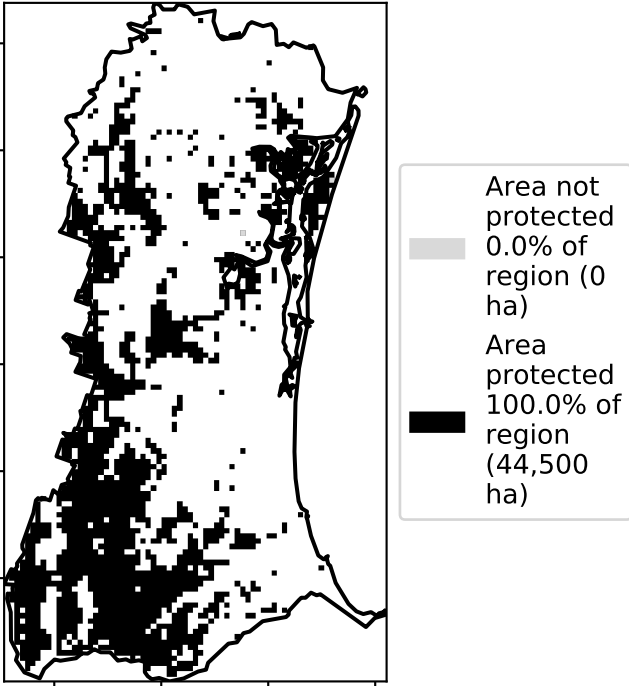 Area not
protected
0.0% of
region (0
ha)
Area
protected
100.0% of
region
(44,500
ha)